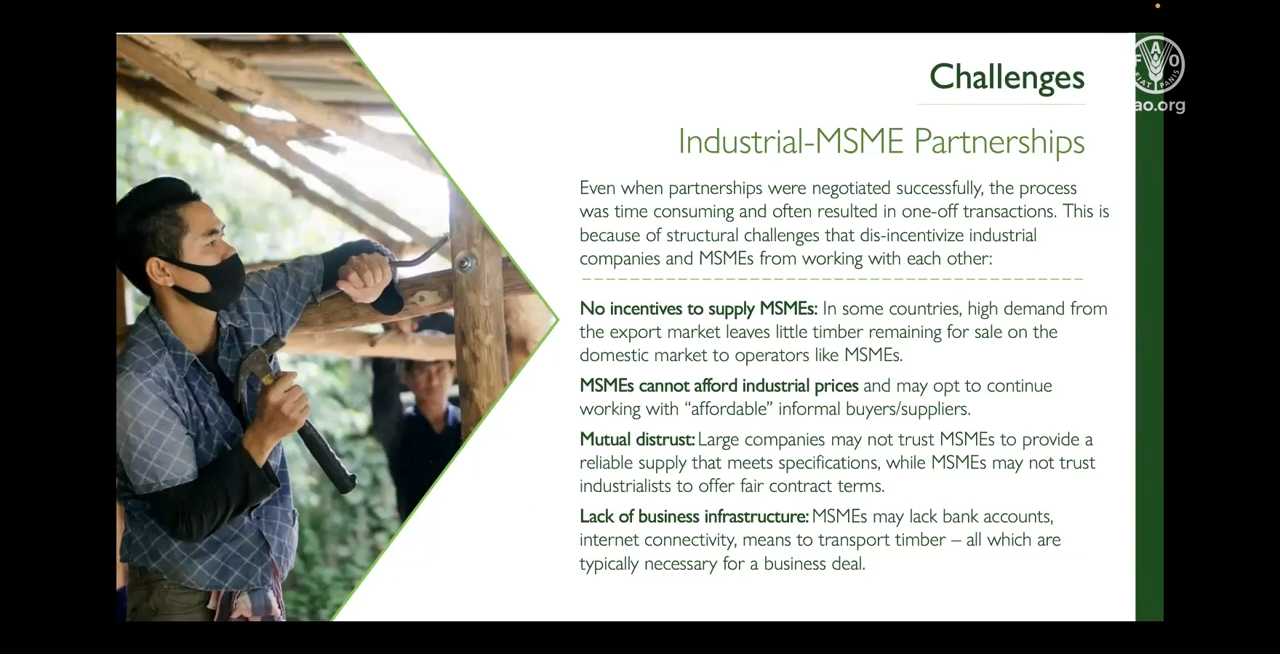 Challenges
FAO
FIAT PANIS
ao.org
Industrial-MSME Partnerships
Even when partnerships were negotiated successfully, the process
was time consuming and often resulted in one-off transactions. This is
because of structural challenges that dis-incentivize industrial
companies and MSMEs from working with each other:
No incentives to supply MSMEs: In some countries, high demand from
the export market leaves little timber remaining for sale on the
domestic market to operators like MSMEs.
MSMEs cannot afford industrial prices and may opt to continue
working with “affordable” informal buyers/suppliers.
Mutual distrust: Large companies may not trust MSMEs to provide a
reliable supply that meets specifications, while MSMEs may not trust
industrialists to offer fair contract terms.
Lack of business infrastructure: MSMEs may lack bank accounts,
internet connectivity, means to transport timber – all which are
typically necessary for a business deal.